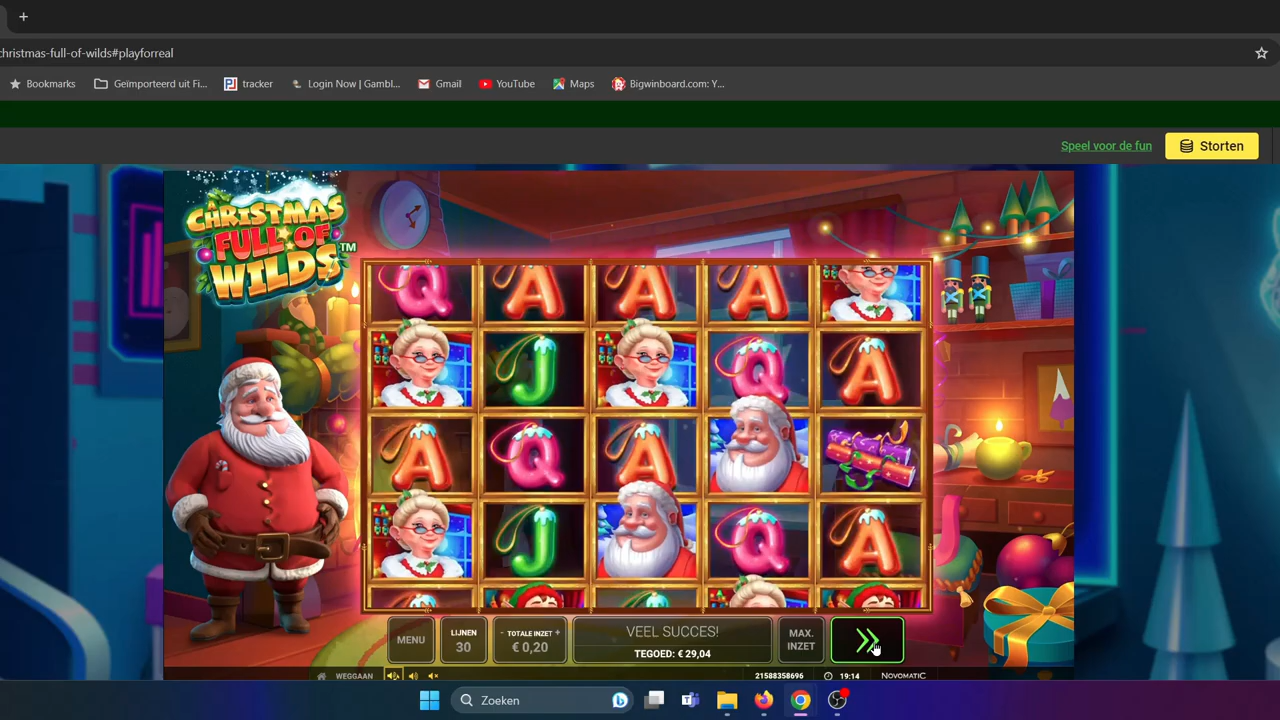 christmas-full-of-wilds#playforreal
Bookmarks
Geïmporteerd uit Fi...
tracker
Login Now | Gambl...
Gmail
YouTube
Maps
Bigwinboard.com: Y...
Speel voor de fun
Storten
CHRISTMAS
FULL OF
WILDS™
Q A A A
J Q A
A Q A
J Q A
MENU
LIJNEN
30
- TOTALE INZET +
€ 0,20
VEEL SUCCES!
TEGOED: € 29,04
MAX.
INZET
WEGGAAN
21588358696
19:14
NOVOMATIC
Zoeken